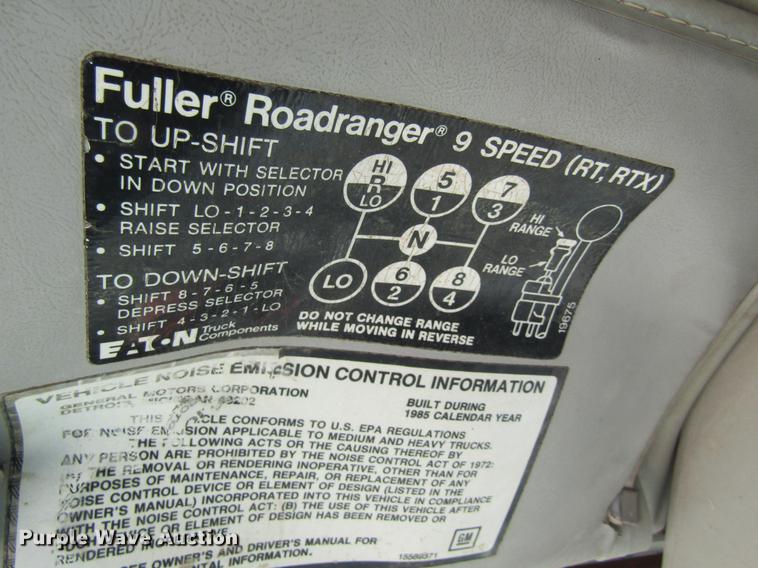 Fuller® Roadranger® 9 SPEED (RT, RTX)
TO UP-SHIFT
• START WITH SELECTOR
IN DOWN POSITION
• SHIFT LO-1-2-3-4
RAISE SELECTOR
• SHIFT 5-6-7-8
TO DOWN-SHIFT
• SHIFT 8-7-6-5
DEPRESS SELECTOR
• SHIFT 4-3-2-1-LO
EATON Truck
Components
HI
R
LO
5
1
7
3
N
LO
6
2
8
4
HI
RANGE
LO
RANGE
DO NOT CHANGE RANGE
WHILE MOVING IN REVERSE
19675
VEHICLE NOISE EMISSION CONTROL INFORMATION
GENERAL MOTORS CORPORATION
DETROIT, 48202
BUILT DURING
1985 CALENDAR YEAR
THIS VEHICLE CONFORMS TO U.S. EPA REGULATIONS
FOR NOISE EMISSION APPLICABLE TO MEDIUM AND HEAVY TRUCKS.
THE FOLLOWING ACTS OR THE CAUSING THEREOF BY
ANY PERSON ARE PROHIBITED BY THE NOISE CONTROL ACT OF 1972:
THE REMOVAL OR RENDERING INOPERATIVE, OTHER THAN FOR
PURPOSES OF MAINTENANCE, REPAIR, OR REPLACEMENT OF ANY
NOISE CONTROL DEVICE OR ELEMENT OF DESIGN (LISTED IN THE
OWNER'S MANUAL) INCORPORATED INTO THIS VEHICLE IN COMPLIANCE
WITH THE NOISE CONTROL ACT: (B) THE USE OF THIS VEHICLE AFTER
SUCH DEVICE OR ELEMENT OF DESIGN HAS BEEN REMOVED OR
RENDERED
SEE OWNER'S AND DRIVER'S MANUAL FOR
INFORMATION.
15589371
GM
Purple Wave Auction